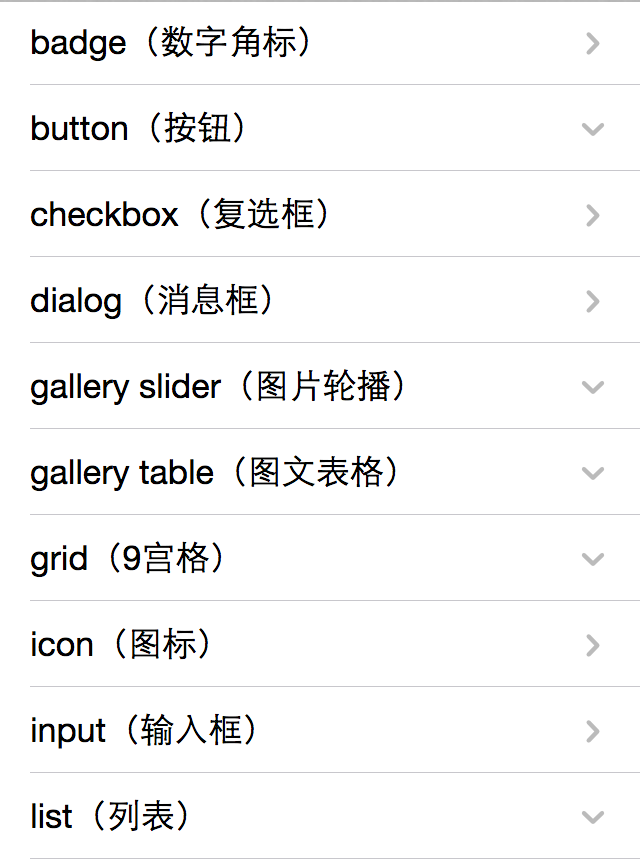 badge（数字角标）
button（按钮）
checkbox（复选框）
dialog（消息框）
gallery slider（图片轮播）
gallery table（图文表格）
grid（9宫格）
icon（图标）
input（输入框）
list（列表）